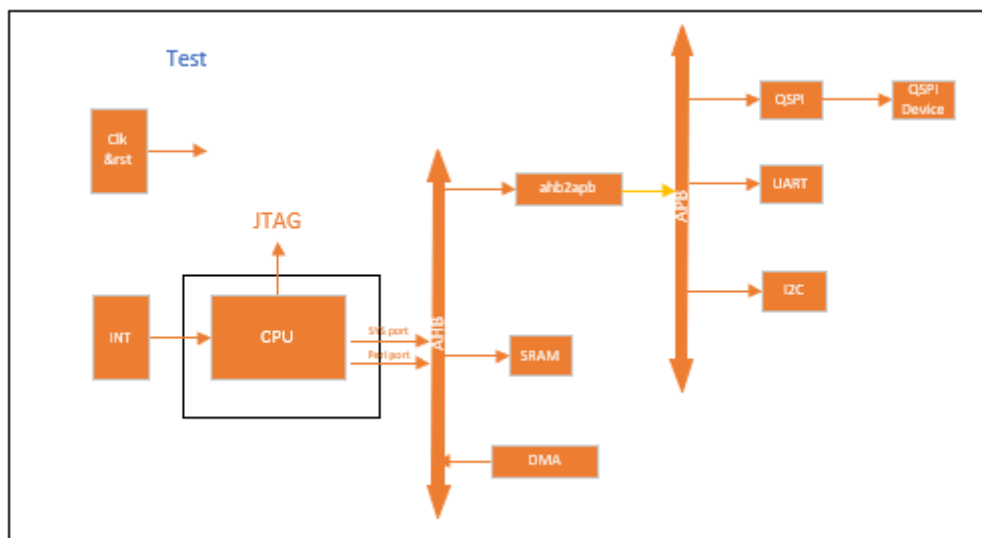 Test
Clk
&rst
JTAG
INT
CPU
SYS port
Peri port
AHB
ahb2apb
SRAM
DMA
APB
QSPI
QSPI
Device
UART
I2C